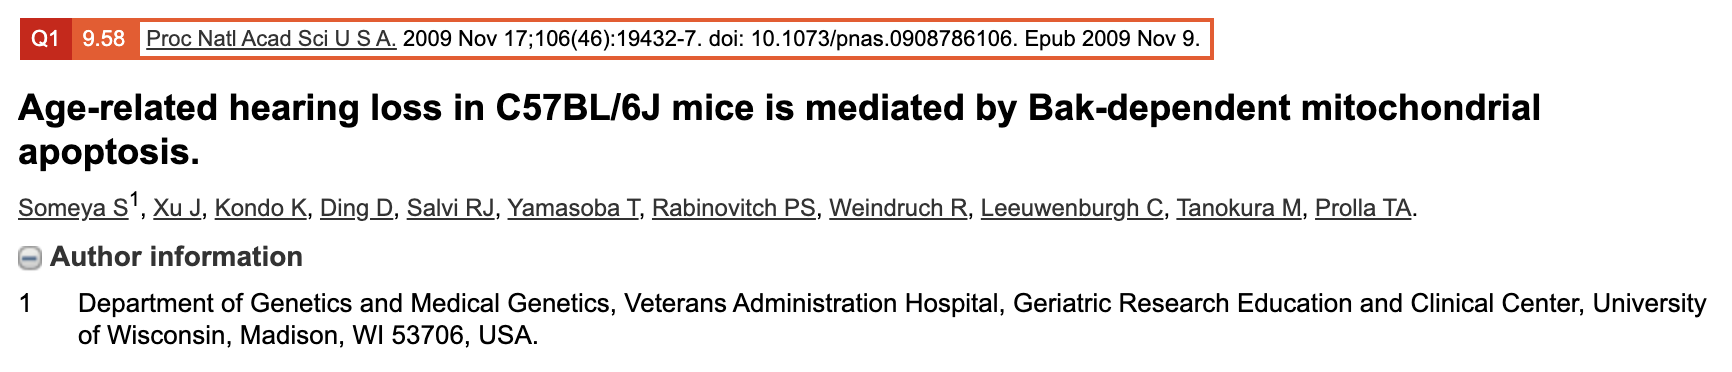 Q1 9.58 Proc Natl Acad Sci U S A. 2009 Nov 17;106(46):19432-7. doi: 10.1073/pnas.0908786106. Epub 2009 Nov 9.
Age-related hearing loss in C57BL/6J mice is mediated by Bak-dependent mitochondrial
apoptosis.
Someya S1, Xu J, Kondo K, Ding D, Salvi RJ, Yamasoba T, Rabinovitch PS, Weindruch R, Leeuwenburgh C, Tanokura M, Prolla TA.
Author information
1 Department of Genetics and Medical Genetics, Veterans Administration Hospital, Geriatric Research Education and Clinical Center, University
of Wisconsin, Madison, WI 53706, USA.